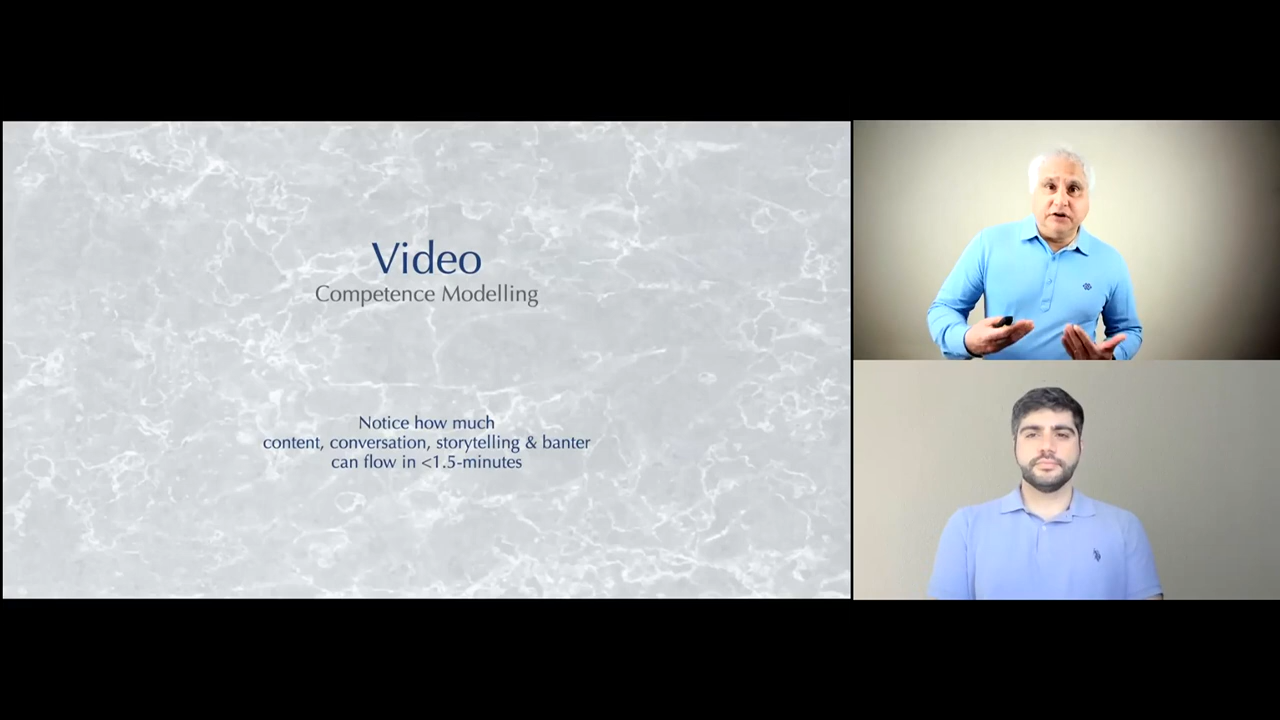 Video
Competence Modelling
Notice how much
content, conversation, storytelling & banter
can flow in <1.5-minutes